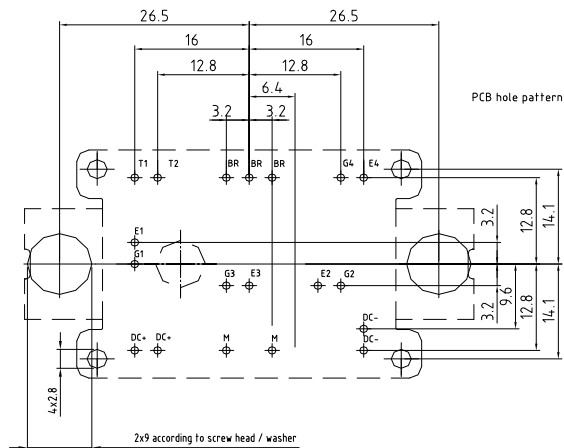 26.5 26.5
16 16
12.8 12.8
6.4
3.2 3.2
PCB hole pattern
T1 T2 BR BR BR G4 E4
3.2 12.8 14.1
E1
G1
G3 E3 E2 G2
3.2 9.6 12.8 14.1
DC-
DC+ DC+ M M DC-
4x2.8
2x9 according to screw head / washer